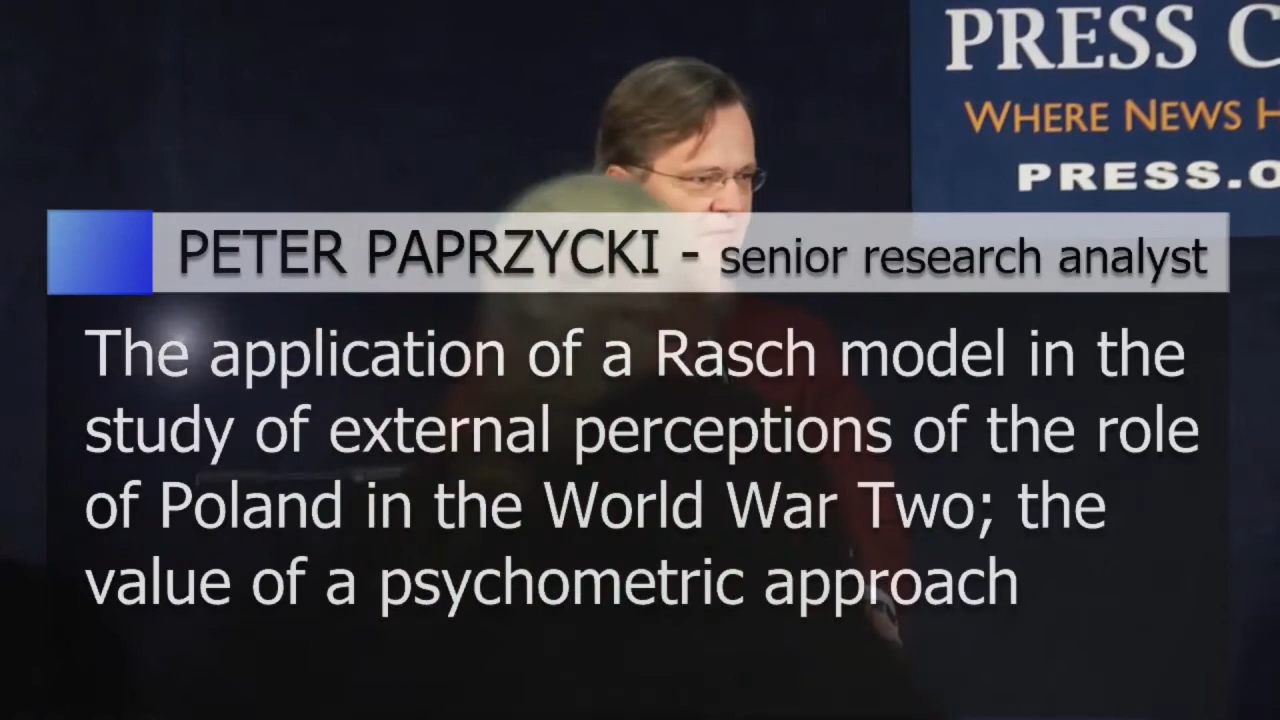 PRESS C
WHERE NEWS H
PRESS.O
PETER PAPRZYCKI - senior research analyst
The application of a Rasch model in the
study of external perceptions of the role
of Poland in the World War Two; the
value of a psychometric approach